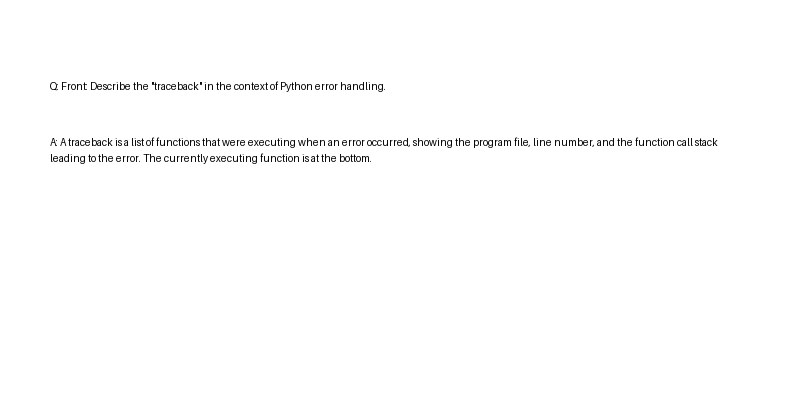 Q: Front: Describe the "traceback" in the context of Python error handling.
A: A traceback is a list of functions that were executing when an error occurred, showing the program file, line number, and the function call stack
leading to the error. The currently executing function is at the bottom.